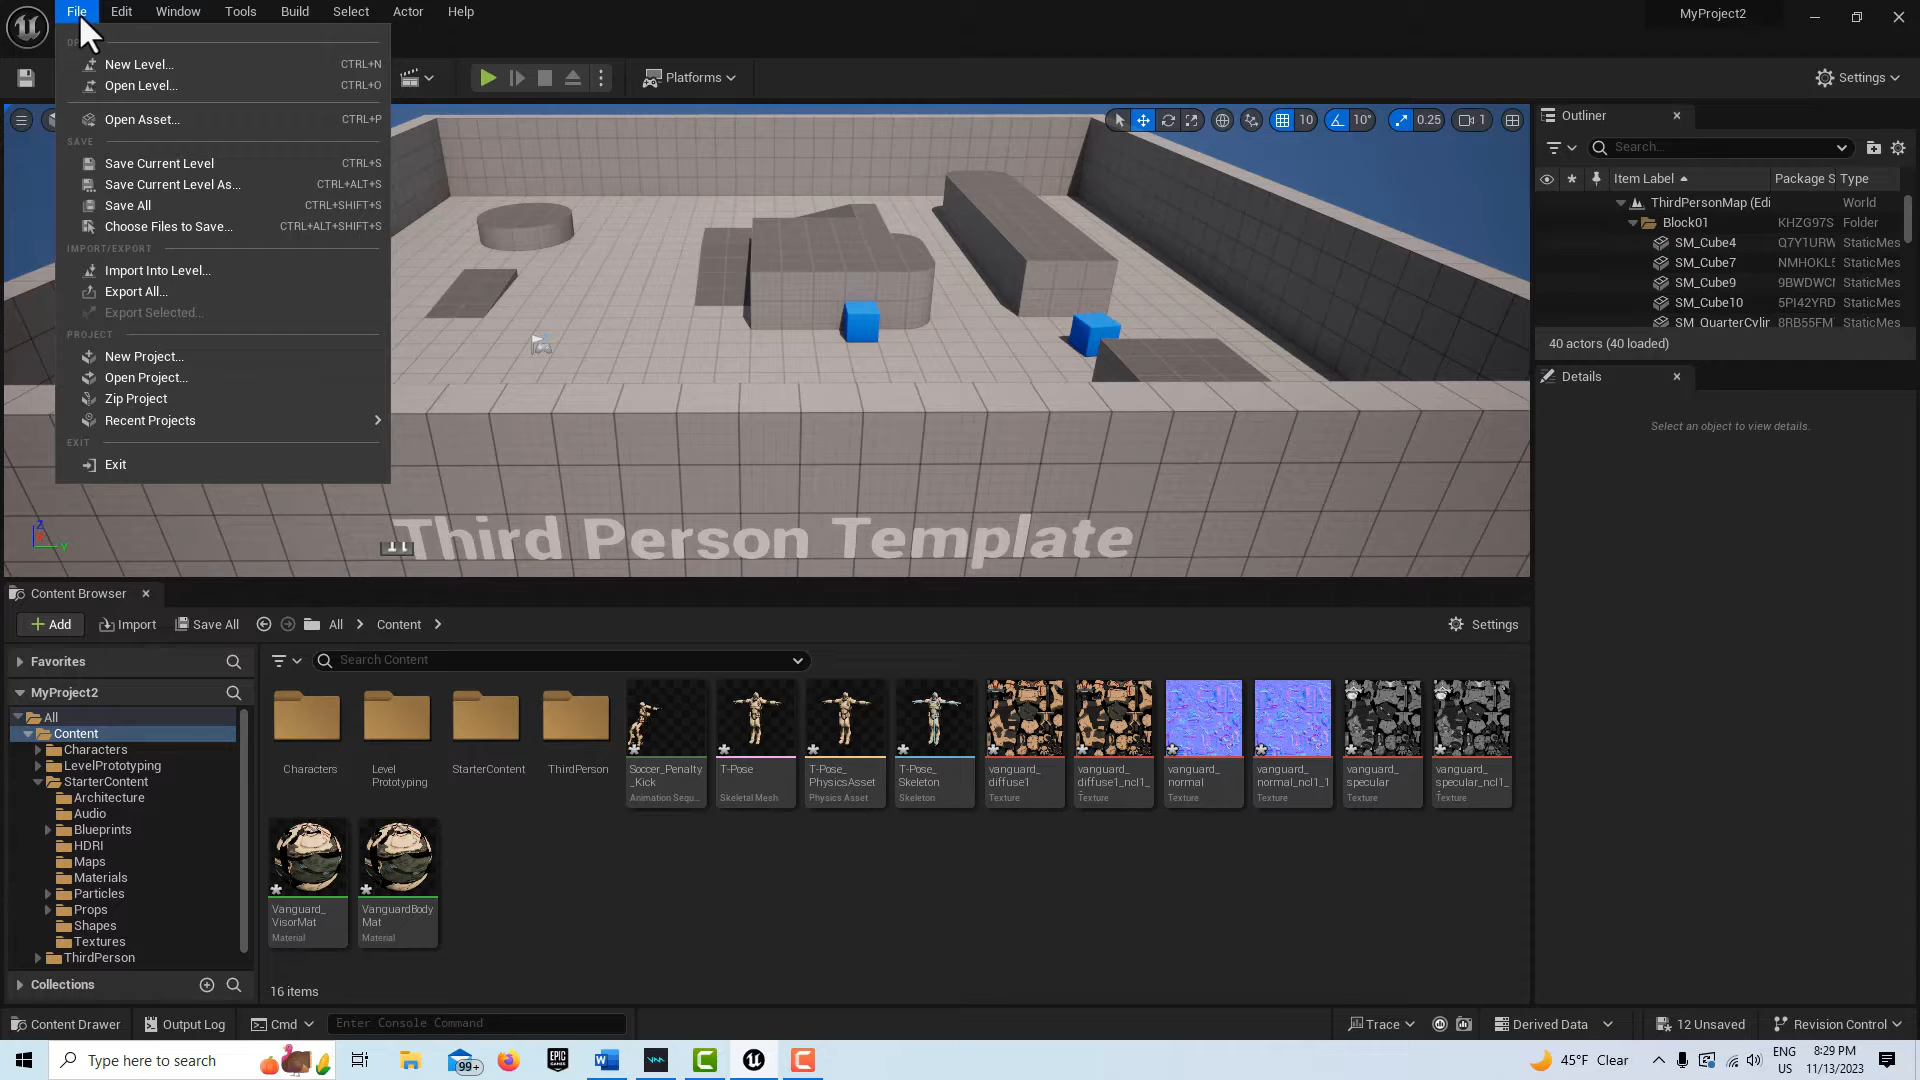 File Edit Window Tools Build Select Actor Help
MyProject2
New Level... CTRL+N
Open Level... CTRL+O
Open Asset... CTRL+P
SAVE
Save Current Level CTRL+S
Save Current Level As... CTRL+ALT+S
Save All CTRL+SHIFT+S
Choose Files to Save... CTRL+ALT+SHIFT+S
IMPORT/EXPORT
Import Into Level...
Export All...
Export Selected...
PROJECT
New Project...
Open Project...
Zip Project
Recent Projects
EXIT
Exit
Platforms
Settings
10 10° 0.25 1
Third Person Template
Outliner
Search...
Item Label Package S Type
ThirdPersonMap (Edi World
Block01 KHZG97S Folder
SM_Cube4 Q7Y1URW StaticMes
SM_Cube7 NMHOKL5 StaticMes
SM_Cube9 9BWDWCI StaticMes
SM_Cube10 5PI42YRD StaticMes
SM_QuarterCylin 8RB55FM StaticMes
40 actors (40 loaded)
Details
Select an object to view details.
Content Browser
Add Import Save All All Content Settings
Favorites
Search Content
MyProject2
All
Content
Characters
LevelPrototyping
StarterContent
Architecture
Audio
Blueprints
HDRI
Maps
Materials
Particles
Props
Shapes
Textures
ThirdPerson
Collections
Characters
Level
Prototyping
StarterContent
ThirdPerson
Soccer_Penalty
_Kick
Animation Sequ...
T-Pose
Skeletal Mesh
T-Pose_
PhysicsAsset
Physics Asset
T-Pose_
Skeleton
Skeleton
vanguard_
diffuse1
Texture
vanguard_
diffuse1_ncl1_
Texture
vanguard_
normal
Texture
vanguard_
normal_ncl1_1
Texture
vanguard_
specular
Texture
vanguard_
specular_ncl1_
Texture
Vanguard_
VisorMat
Material
VanguardBody
Mat
Material
16 items
Content Drawer Output Log Cmd Enter Console Command Trace Derived Data 12 Unsaved Revision Control
Type here to search
99+
EPIC
GAMES
45°F Clear
ENG
US
8:29 PM
11/13/2023